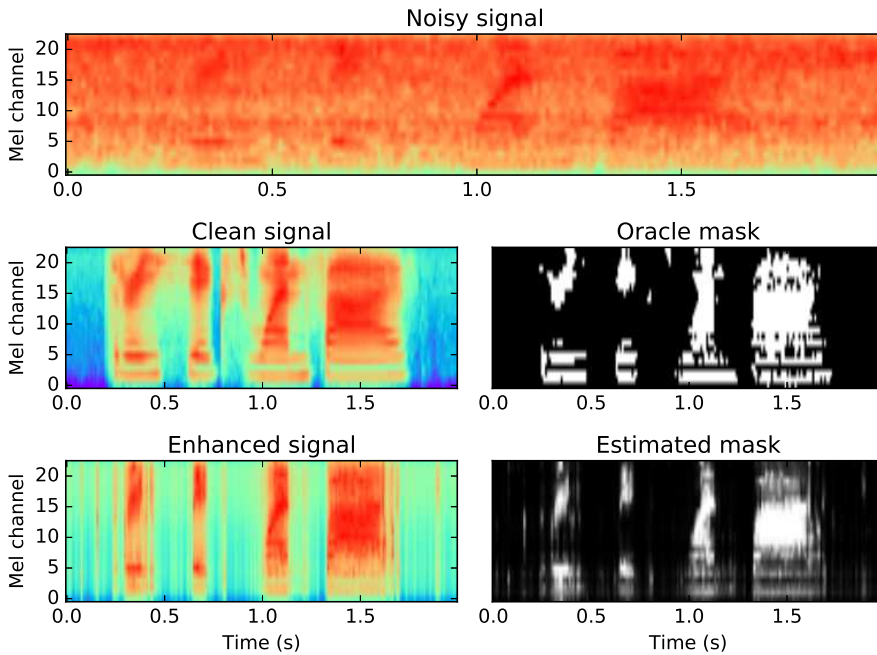 Noisy signal
Mel channel
20
15
10
5
0
0.0 0.5 1.0 1.5
Clean signal
Mel channel
20
15
10
5
0
0.0 0.5 1.0 1.5
Oracle mask
0.0 0.5 1.0 1.5
Enhanced signal
Mel channel
20
15
10
5
0
0.0 0.5 1.0 1.5
Time (s)
Estimated mask
0.0 0.5 1.0 1.5
Time (s)